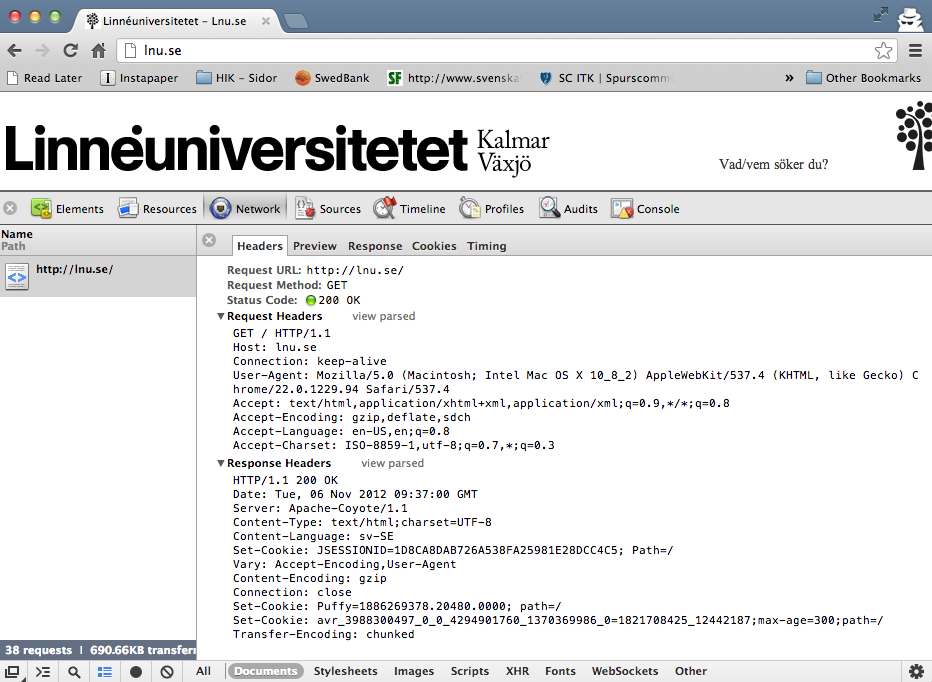 Linnéuniversitetet – Lnu.se
lnu.se
Read Later Instapaper HIK - Sidor SwedBank http://www.svenska SC ITK | Spurscomm » Other Bookmarks
Linnéuniversitetet Kalmar
Växjö
Vad/vem söker du?
Elements Resources Network Sources Timeline Profiles Audits Console
Name
Path
http://lnu.se/
Headers Preview Response Cookies Timing
Request URL: http://lnu.se/
Request Method: GET
Status Code: 200 OK
Request Headers view parsed
GET / HTTP/1.1
Host: lnu.se
Connection: keep-alive
User-Agent: Mozilla/5.0 (Macintosh; Intel Mac OS X 10_8_2) AppleWebKit/537.4 (KHTML, like Gecko) C
hrome/22.0.1229.94 Safari/537.4
Accept: text/html,application/xhtml+xml,application/xml;q=0.9,*/*;q=0.8
Accept-Encoding: gzip,deflate,sdch
Accept-Language: en-US,en;q=0.8
Accept-Charset: ISO-8859-1,utf-8;q=0.7,*;q=0.3
Response Headers view parsed
HTTP/1.1 200 OK
Date: Tue, 06 Nov 2012 09:37:00 GMT
Server: Apache-Coyote/1.1
Content-Type: text/html;charset=UTF-8
Content-Language: sv-SE
Set-Cookie: JSESSIONID=1D8CA8DAB726A538FA25981E28DCC4C5; Path=/
Vary: Accept-Encoding,User-Agent
Content-Encoding: gzip
Connection: close
Set-Cookie: Puffy=1886269378.20480.0000; path=/
Set-Cookie: avr_3988300497_0_0_4294901760_1370369986_0=1821708425_12442187;max-age=300;path=/
Transfer-Encoding: chunked
38 requests | 690.66KB transferr
All Documents Stylesheets Images Scripts XHR Fonts WebSockets Other